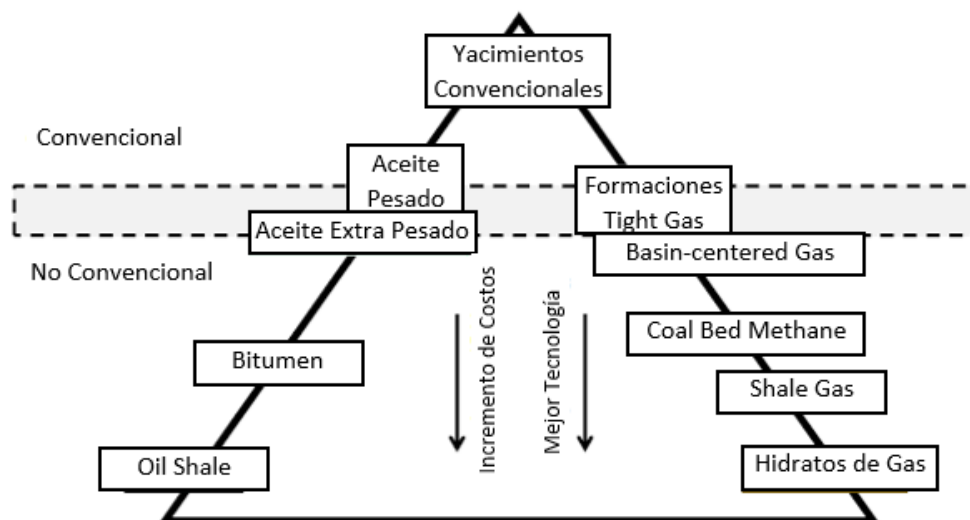 Yacimientos
Convencionales
Convencional
Aceite
Pesado
Formaciones
Tight Gas
Aceite Extra Pesado
Basin-centered Gas
No Convencional
Incremento de Costos
Mejor Tecnología
Coal Bed Methane
Bitumen
Shale Gas
Oil Shale
Hidratos de Gas